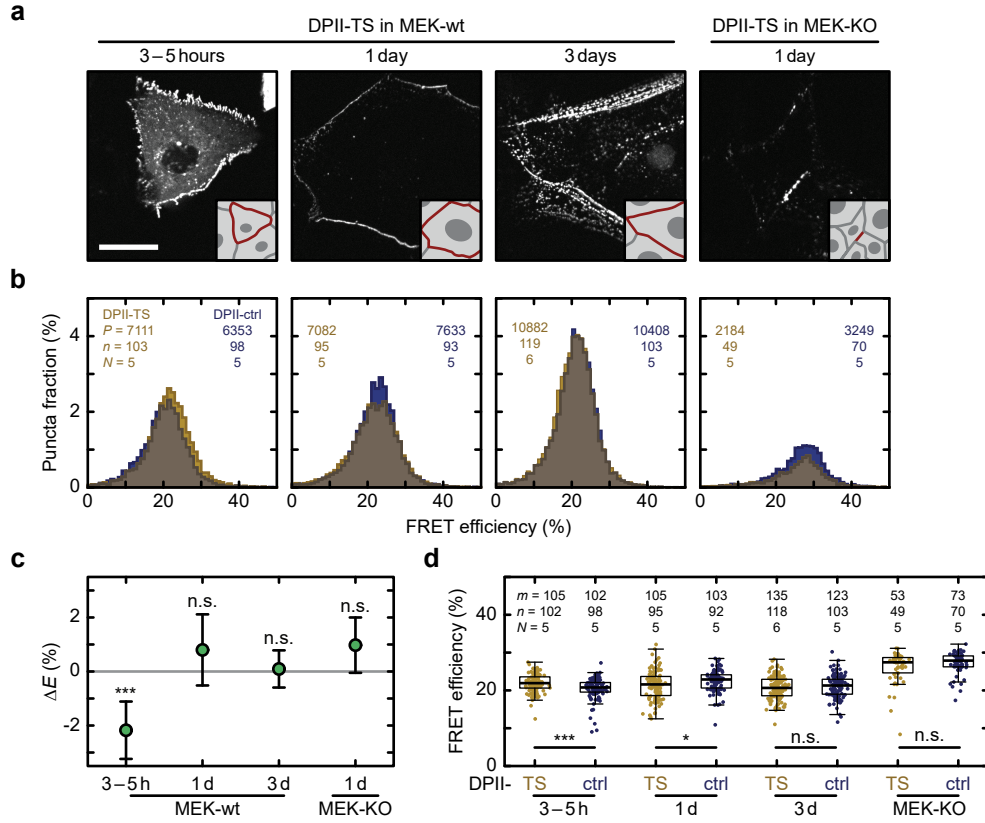 a
DPII-TS in MEK-wt
DPII-TS in MEK-KO
3–5 hours
1 day
3 days
1 day
b
Puncta fraction (%)
4
2
0
DPII-TS DPII-ctrl
P = 7111 6353
n = 103 98
N = 5 5
7082 7633
95 93
5 5
10882 10408
119 103
6 5
2184 3249
49 70
5 5
0 20 40
0 20 40
0 20 40
0 20 40
FRET efficiency (%)
c
ΔE (%)
2
0
-2
***
n.s.
n.s.
n.s.
3–5 h 1 d 3 d 1 d
MEK-wt MEK-KO
d
FRET efficiency (%)
40
20
0
m = 105 102 105 103 135 123 53 73
n = 102 98 95 92 118 103 49 70
N = 5 5 5 5 6 5 5 5
*** * n.s. n.s.
DPII- TS ctrl TS ctrl TS ctrl TS ctrl
3–5 h 1 d 3 d MEK-KO